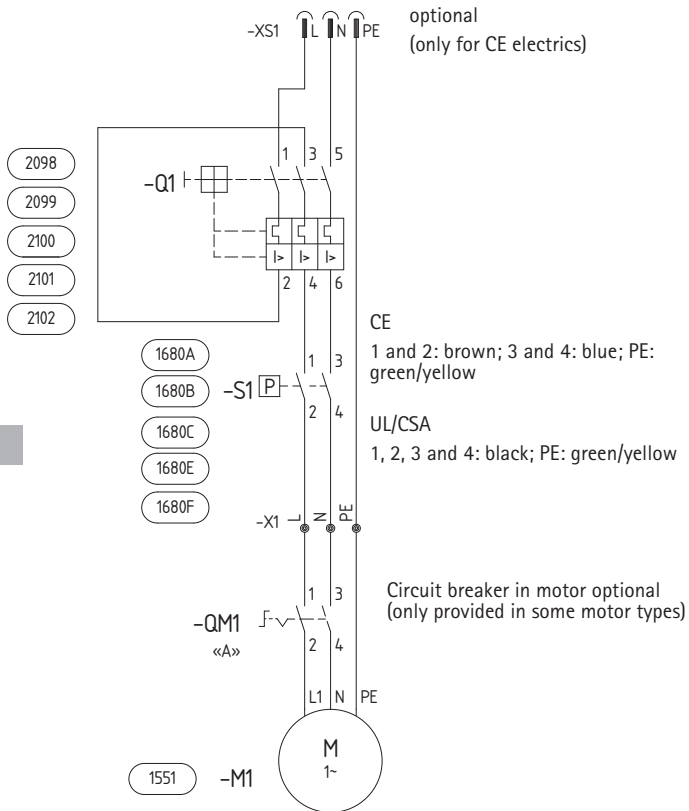 -XS1 L N PE
optional
(only for CE electrics)
1 3 5
2098
-Q1
2099
2100
I> I> I>
2101
2 4 6
2102
CE
1 and 2: brown; 3 and 4: blue; PE:
green/yellow
1680A
1 3
1680B
-S1 P
2 4
UL/CSA
1, 2, 3 and 4: black; PE: green/yellow
1680C
1680E
1680F
-X1 L N PE
1 3
Circuit breaker in motor optional
(only provided in some motor types)
-QM1
«A»
2 4
L1 N PE
M
1~
1551
-M1